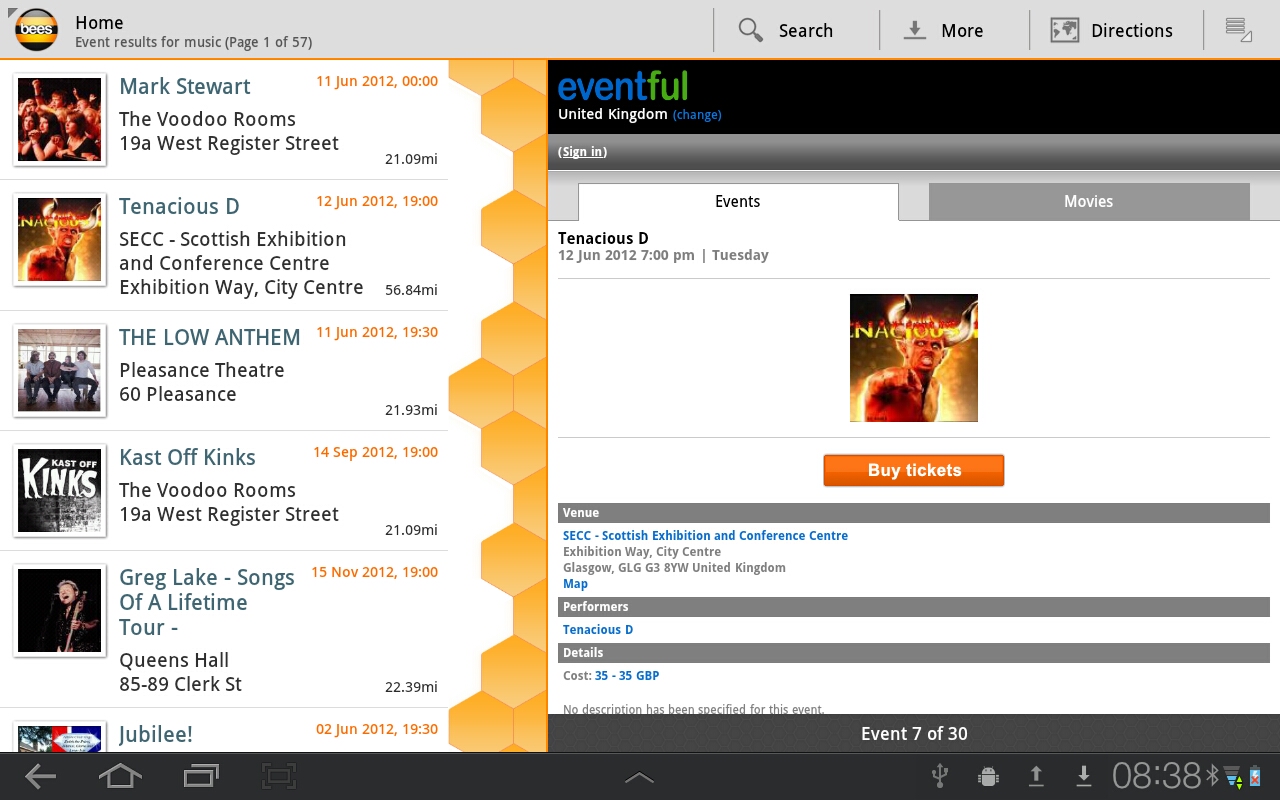 bees
Home
Event results for music (Page 1 of 57)
Search
More
Directions
Mark Stewart
11 Jun 2012, 00:00
The Voodoo Rooms
19a West Register Street
21.09mi
Tenacious D
12 Jun 2012, 19:00
SECC - Scottish Exhibition
and Conference Centre
Exhibition Way, City Centre
56.84mi
THE LOW ANTHEM
11 Jun 2012, 19:30
Pleasance Theatre
60 Pleasance
21.93mi
KAST OFF
KINKS
Kast Off Kinks
14 Sep 2012, 19:00
The Voodoo Rooms
19a West Register Street
21.09mi
Greg Lake - Songs
Of A Lifetime
Tour -
15 Nov 2012, 19:00
Queens Hall
85-89 Clerk St
22.39mi
Jubilee!
02 Jun 2012, 19:30
eventful
United Kingdom (change)
(Sign in)
Events
Movies
Tenacious D
12 Jun 2012 7:00 pm | Tuesday
Buy tickets
Venue
SECC - Scottish Exhibition and Conference Centre
Exhibition Way, City Centre
Glasgow, GLG G3 8YW United Kingdom
Map
Performers
Tenacious D
Details
Cost: 35 - 35 GBP
No description has been specified for this event.
Event 7 of 30
08:38